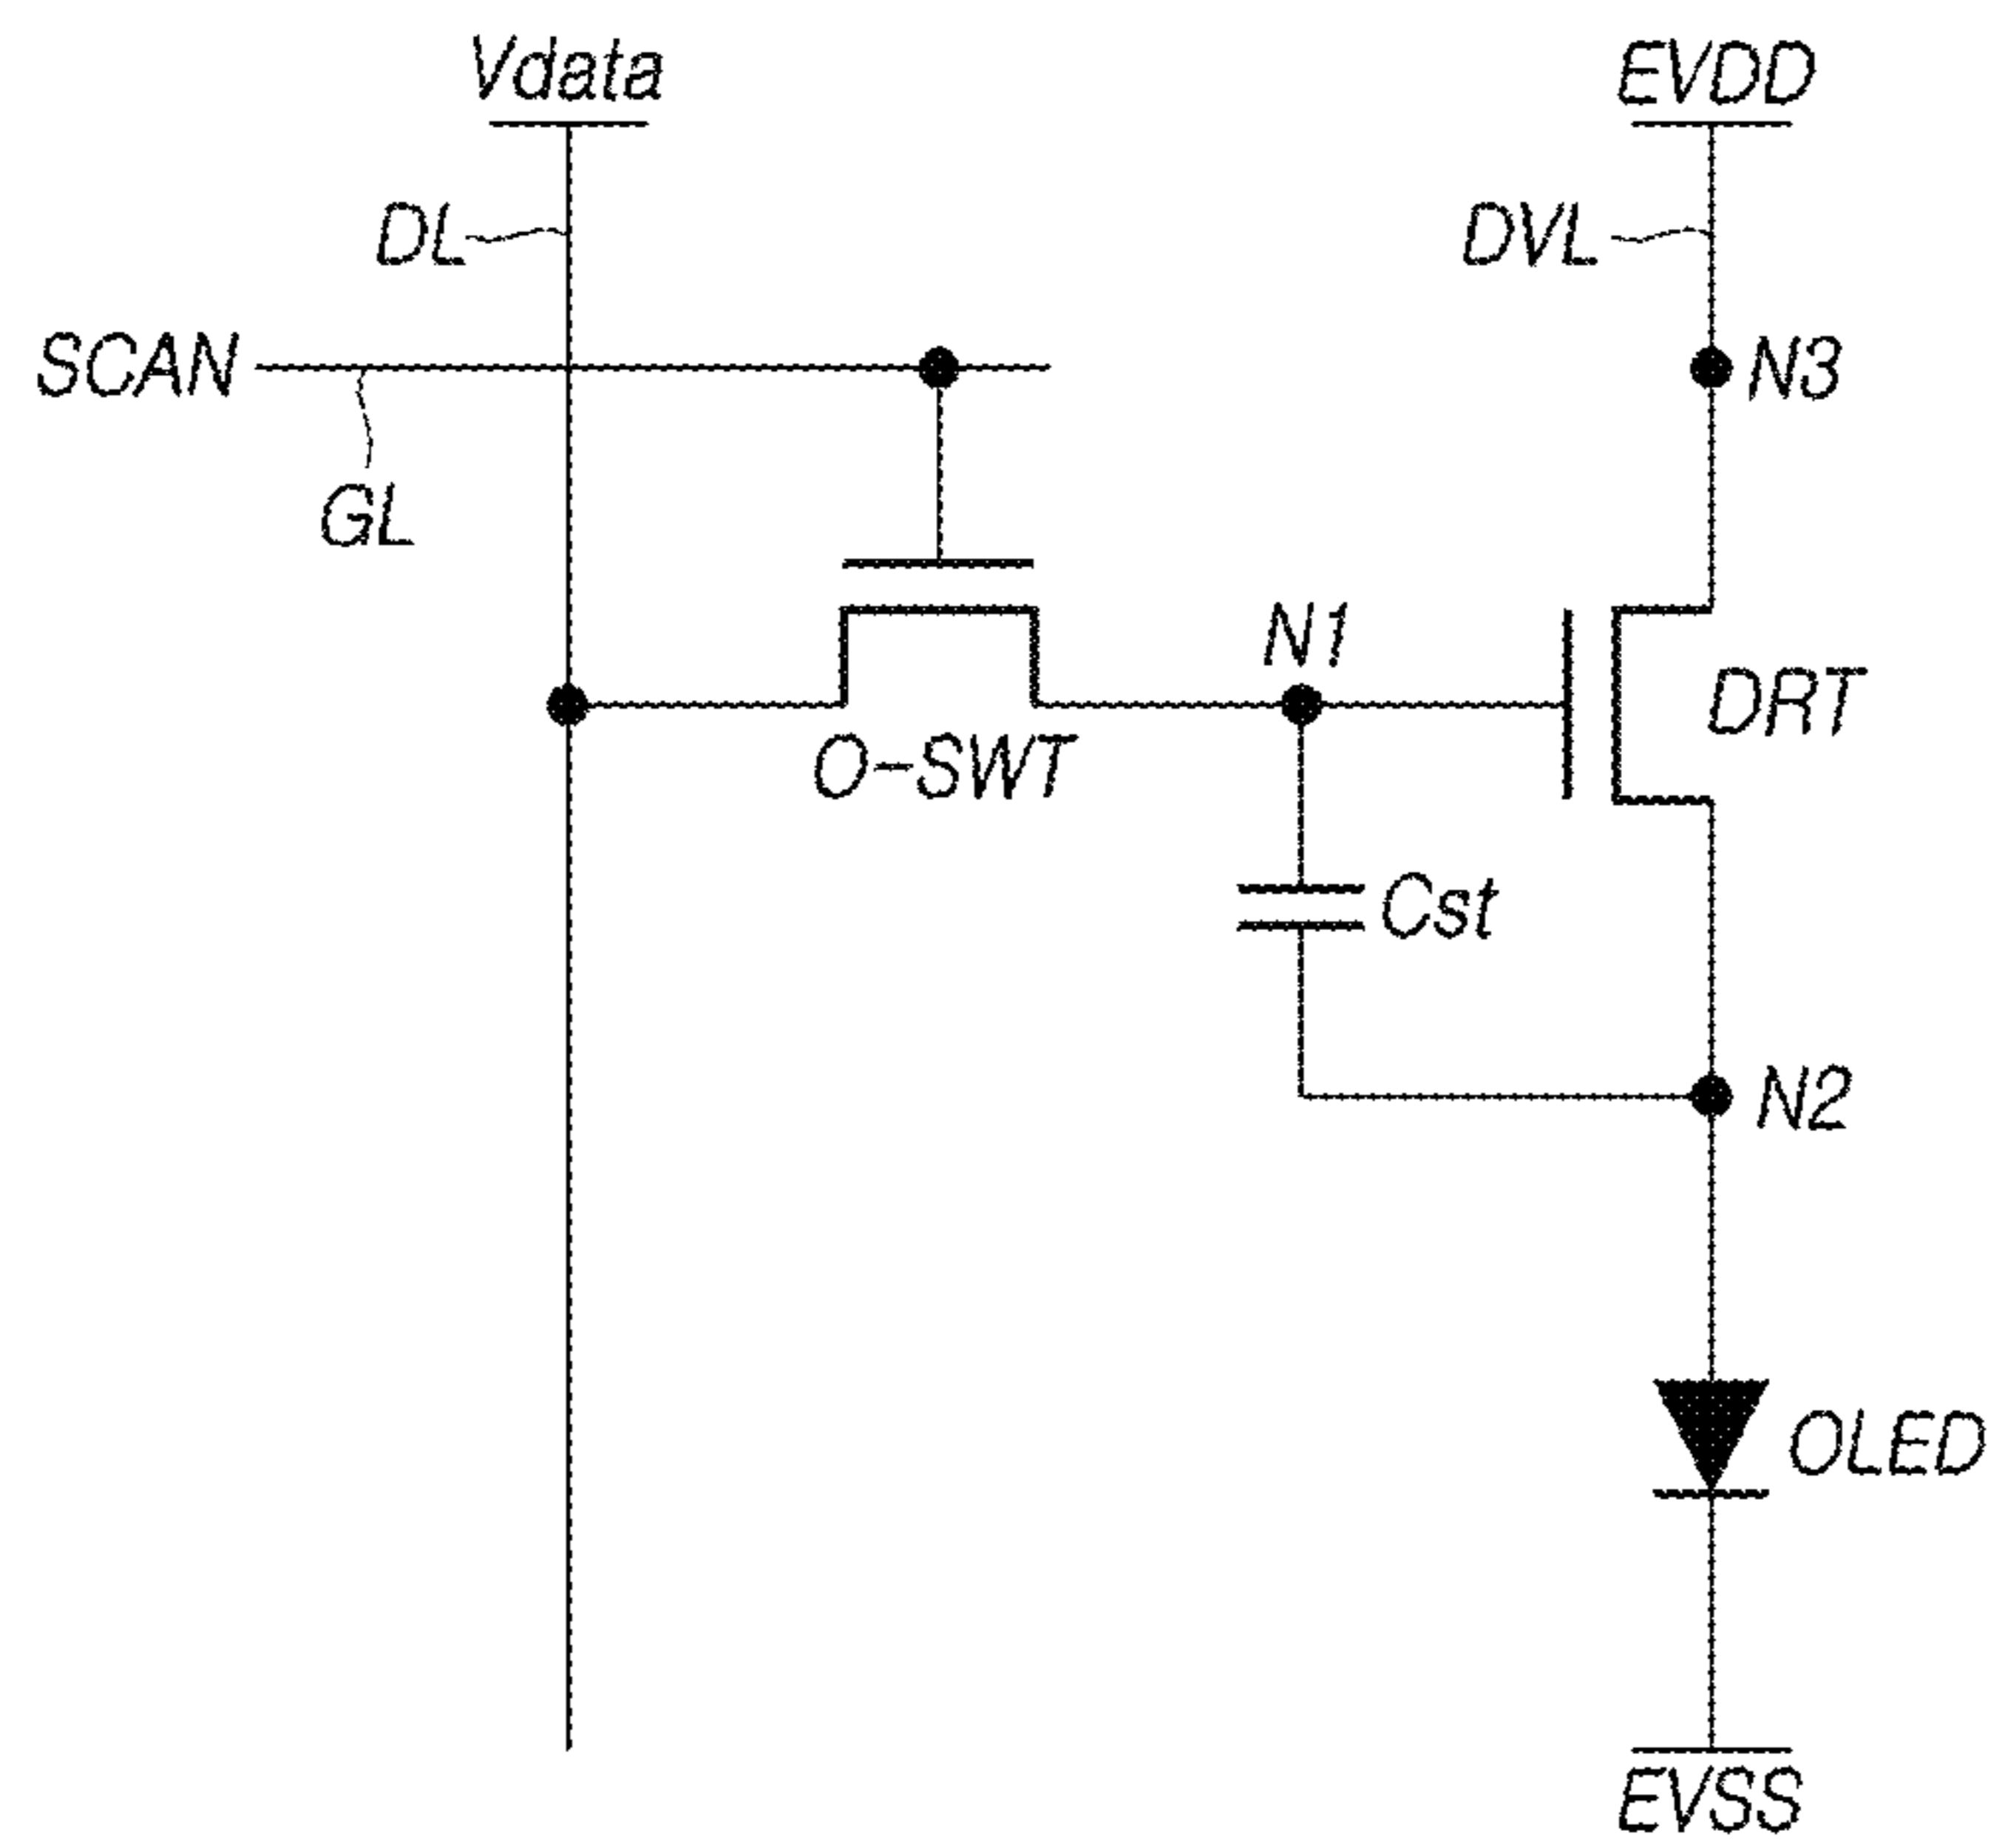 Vdata
EVDD
DL
DVL
SCAN
N3
GL
N1
DRT
O-SWT
Cst
N2
OLED
EVSS